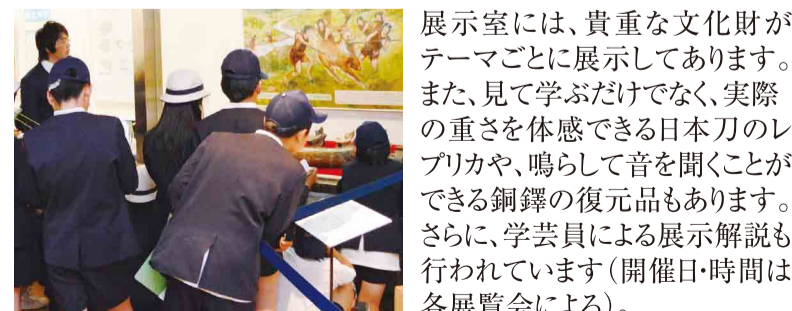 展示室には、貴重な文化財が
テーマごとに展示してあります。
また、見て学ぶだけでなく、実際
の重さを体感できる日本刀のレ
プリカや、鳴らして音を聞くことが
できる銅鐸の復元品もあります。
さらに、学芸員による展示解説も
行われています（開催日・時間は
各展覧会による）。